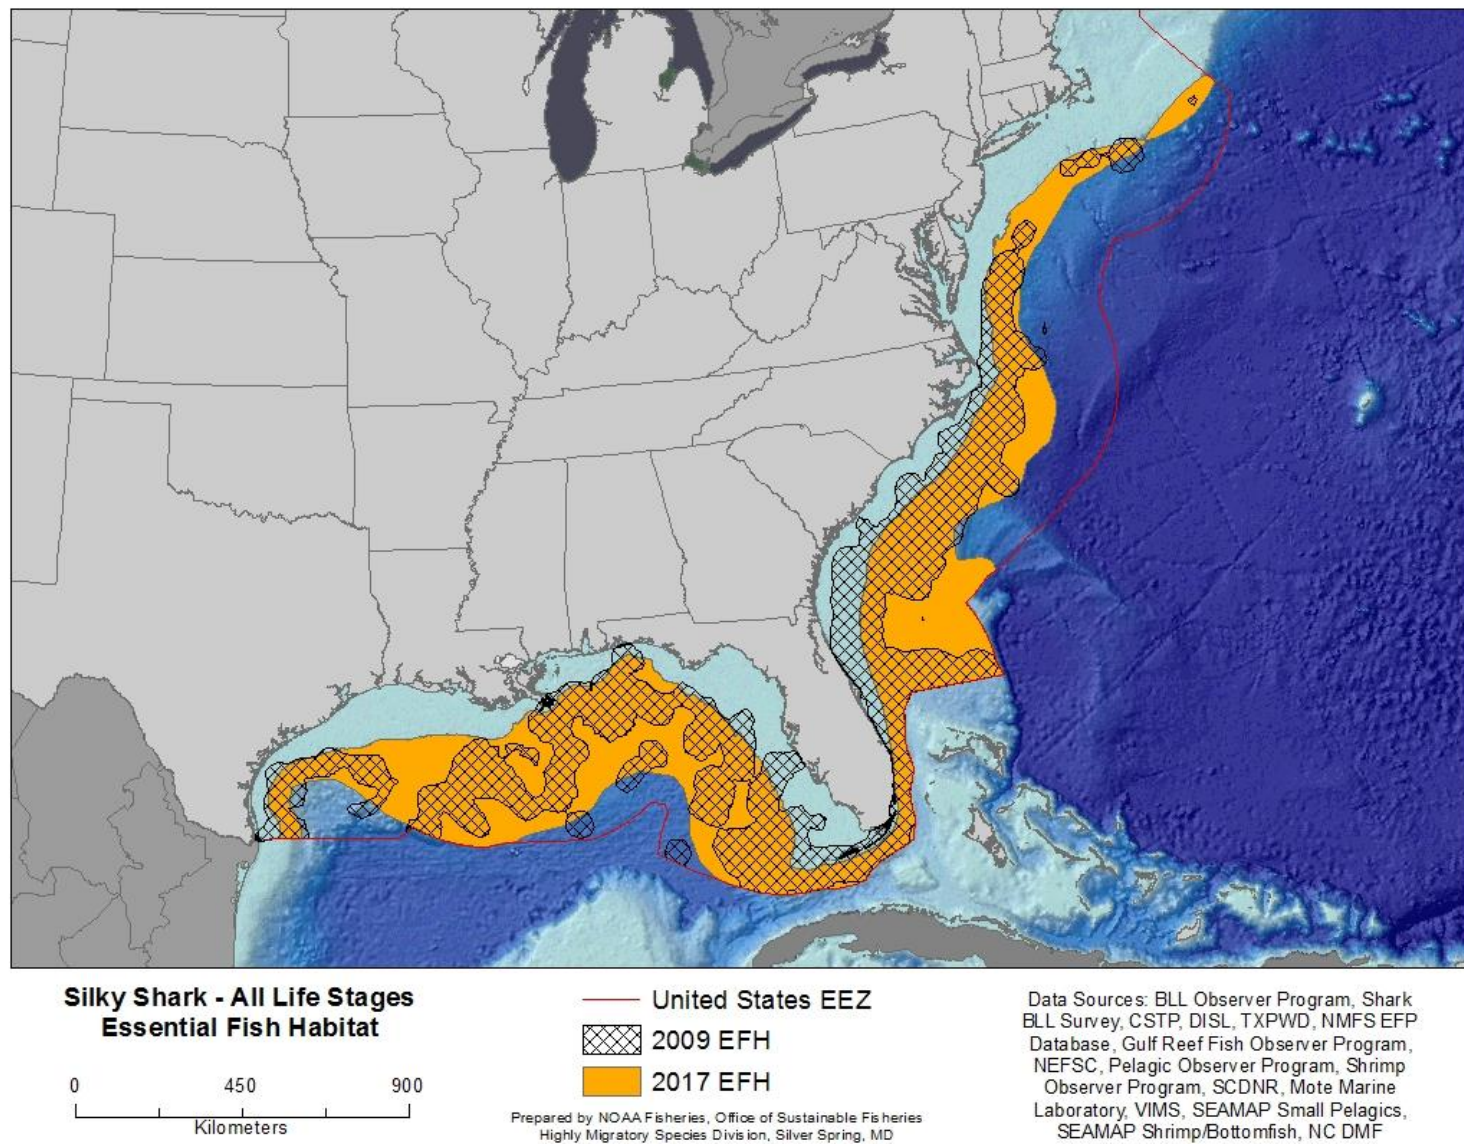 Silky Shark - All Life Stages
Essential Fish Habitat
0 450 900
Kilometers
United States EEZ
2009 EFH
2017 EFH
Prepared by NOAA Fisheries, Office of Sustainable Fisheries
Highly Migratory Species Division, Silver Spring, MD
Data Sources: BLL Observer Program, Shark
BLL Survey, CSTP, DISL, TXPWD, NMFS EFP
Database, Gulf Reef Fish Observer Program,
NEFSC, Pelagic Observer Program, Shrimp
Observer Program, SCDNR, Mote Marine
Laboratory, VIMS, SEAMAP Small Pelagics,
SEAMAP Shrimp/Bottomfish, NC DMF